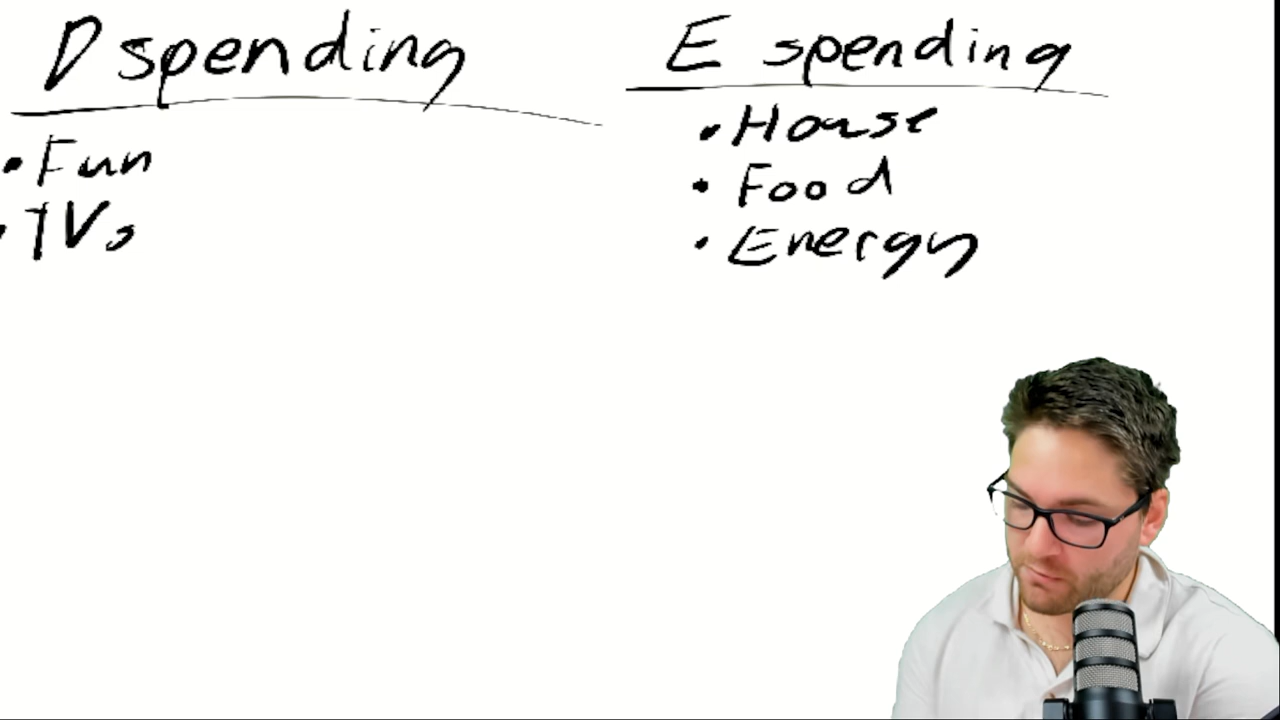 D spending
• Fun
• TVs
E spending
• House
• Food
• Energy